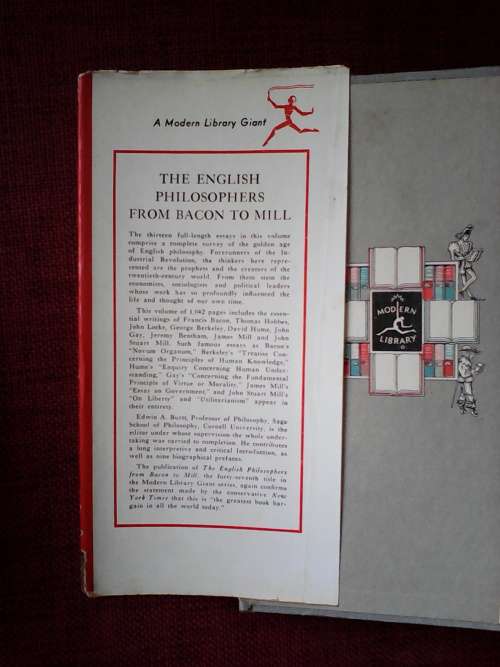 A Modern Library Giant
THE ENGLISH
PHILOSOPHERS
FROM BACON TO MILL
The thirteen full-length essays in this volume
comprise a complete survey of the golden age
of English philosophy. Forerunners of the In-
dustrial Revolution, the thinkers here repre-
sented are the prophets and the creators of the
twentieth-century world. From them stem the
economists, sociologists and political leaders
whose work has so profoundly influenced the
life and thought of our own time.
This volume of 1,042 pages includes the essen-
tial writings of Francis Bacon, Thomas Hobbes,
John Locke, George Berkeley, David Hume, John
Gay, Jeremy Bentham, James Mill and John
Stuart Mill. Such famous essays as Bacon's
"Novum Organum," Berkeley's "Treatise Con-
cerning the Principles of Human Knowledge,"
Hume's "Enquiry Concerning Human Under-
standing," Gay's "Concerning the Fundamental
Principle of Virtue or Morality," James Mill's
"Essay on Government," and John Stuart Mill's
"On Liberty" and "Utilitarianism" appear in
their entirety.
Edwin A. Burtt, Professor of Philosophy, Sage
School of Philosophy, Cornell University, is the
editor under whose supervision the whole under-
taking was carried to completion. He contributes
a long interpretive and critical introduction, as
well as nine biographical prefaces.
The publication of The English Philosophers
from Bacon to Mill, the forty-seventh title in
the Modern Library Giant series, again confirms
the statement made by the conservative New
York Times that this is "the greatest book bar-
gain in all the world today."
MODERN
LIBRARY